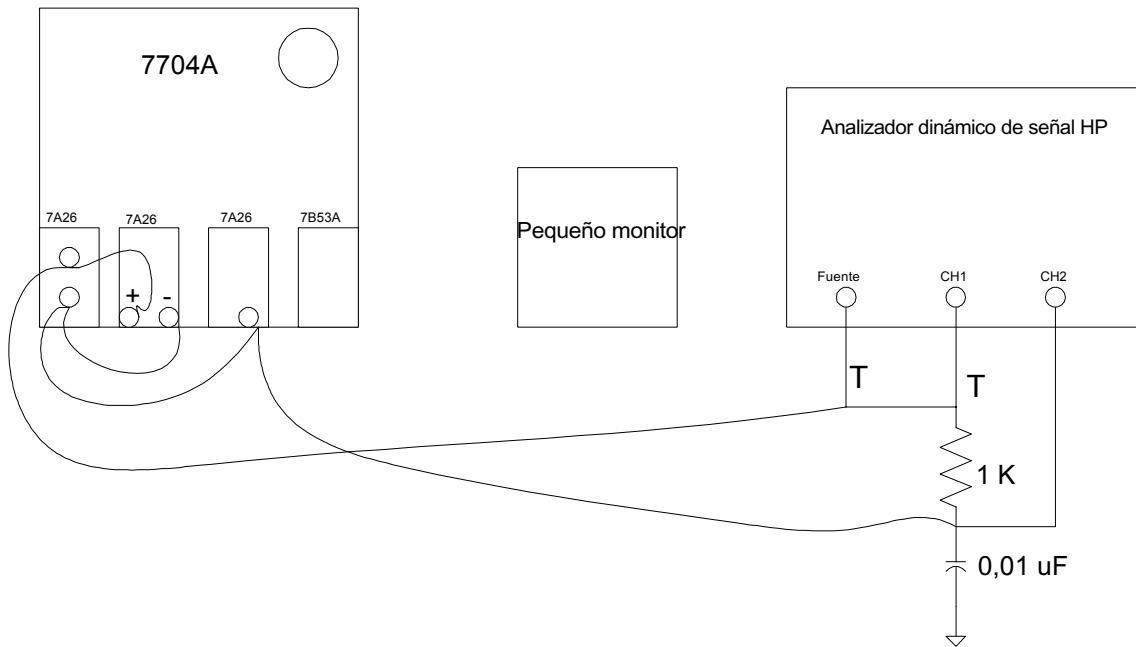 7704A
Analizador dinámico de señal HP
7A26
7A26
7A26
7B53A
Pequeño monitor
Fuente
CH1
CH2
+ -
T
T
1 K
0,01 uF